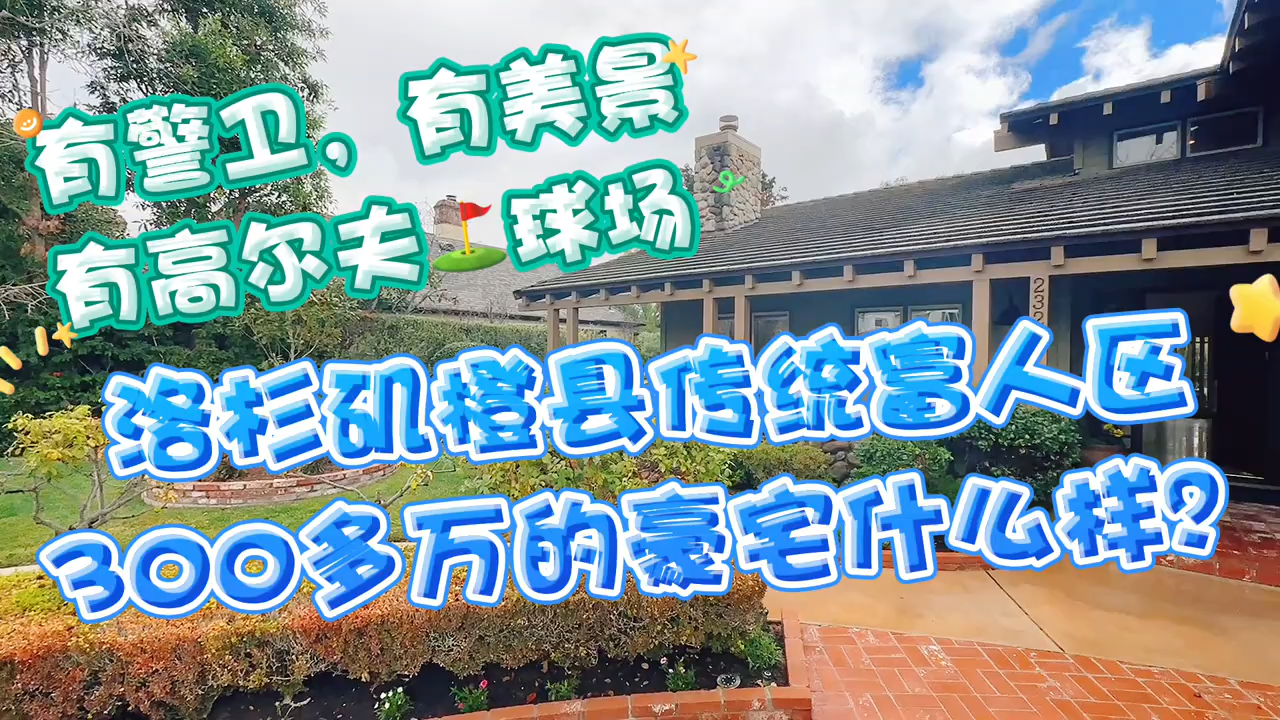 有警卫，有美景
有高尔夫球场
232
洛杉矶橙县传统富人区
300多万的豪宅什么样？